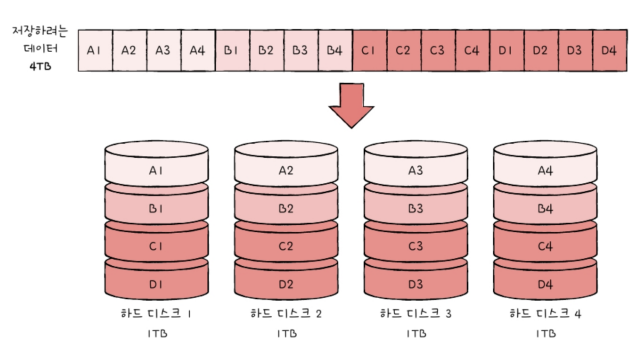 저장하려는
데이터
4TB
A1 A2 A3 A4 B1 B2 B3 B4 C1 C2 C3 C4 D1 D2 D3 D4
A1 A2 A3 A4
B1 B2 B3 B4
C1 C2 C3 C4
D1 D2 D3 D4
하드 디스크 1 하드 디스크 2 하드 디스크 3 하드 디스크 4
1TB 1TB 1TB 1TB